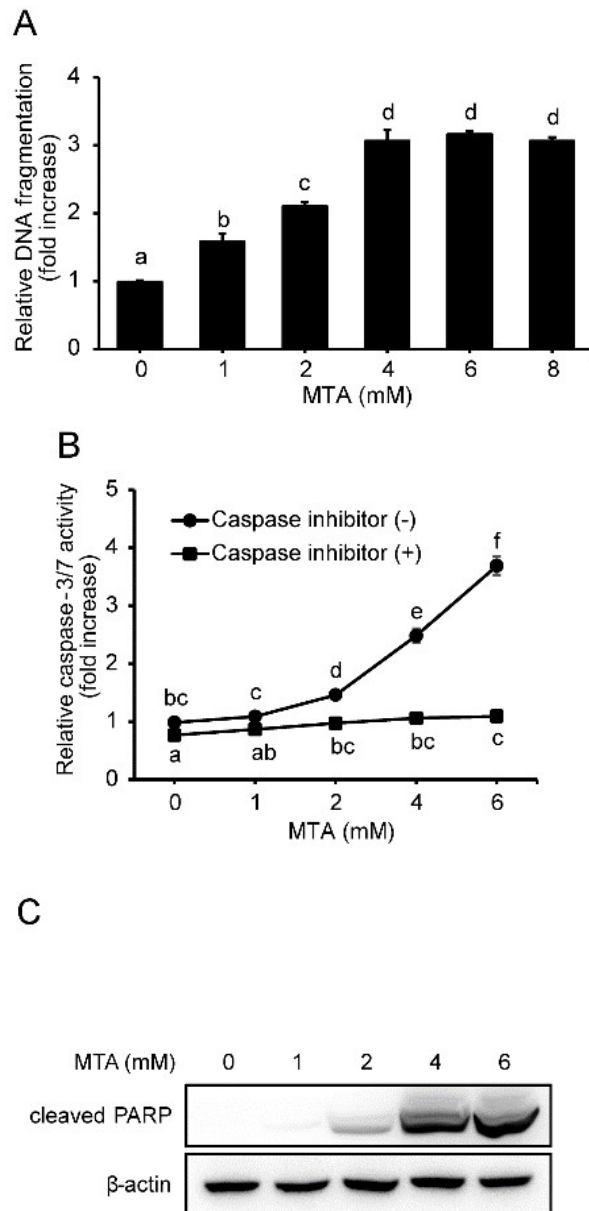 A
Relative DNA fragmentation
(fold increase)
4
3
2
1
0
a
b
c
d
d
d
0 1 2 4 6 8
MTA (mM)
B
Relative caspase-3/7 activity
(fold increase)
5
4
3
2
1
0
Caspase inhibitor (-)
Caspase inhibitor (+)
bc c d e f
a ab bc bc c
0 1 2 4 6
MTA (mM)
C
MTA (mM) 0 1 2 4 6
cleaved PARP
β-actin